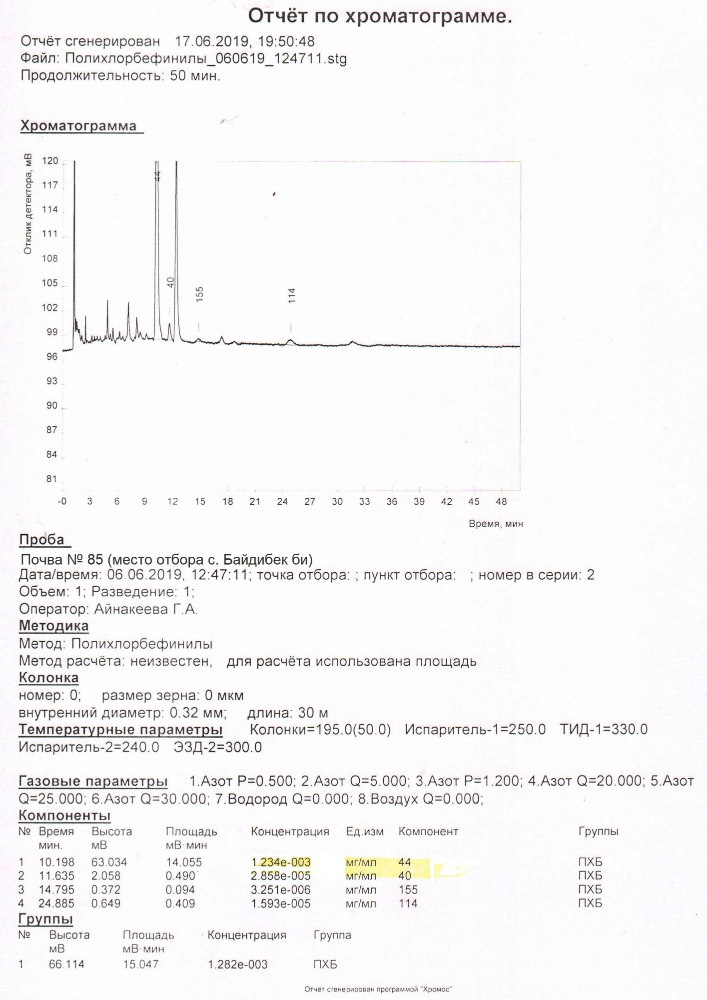 Отчёт по хроматограмме.
Отчёт сгенерирован 17.06.2019, 19:50:48
Файл: Полихлорбефинилы_060619_124711.stg
Продолжительность: 50 мин.
Хроматограмма
Отклик детектора, мВ
120
117
114
111
108
105
102
99
96
93
90
87
84
81
44
40
155
114
-0 3 6 9 12 15 18 21 24 27 30 33 36 39 42 45 48
Время, мин
Проба
Почва № 85 (место отбора с. Байдибек би)
Дата/время: 06.06.2019, 12:47:11; точка отбора: ; пункт отбора: ; номер в серии: 2
Объем: 1; Разведение: 1;
Оператор: Айнакеева Г.А.
Методика
Метод: Полихлорбефинилы
Метод расчёта: неизвестен, для расчёта использована площадь
Колонка
номер: 0; размер зерна: 0 мкм
внутренний диаметр: 0.32 мм; длина: 30 м
Температурные параметры Колонки=195.0(50.0) Испаритель-1=250.0 ТИД-1=330.0
Испаритель-2=240.0 ЭЗД-2=300.0
Газовые параметры 1.Азот P=0.500; 2.Азот Q=5.000; 3.Азот P=1.200; 4.Азот Q=20.000; 5.Азот
Q=25.000; 6.Азот Q=30.000; 7.Водород Q=0.000; 8.Воздух Q=0.000;
Компоненты
№ Время Высота Площадь Концентрация Ед.изм Компонент Группы
мин. мВ мВ·мин
1 10.198 63.034 14.055 1.234e-003 мг/мл 44 ПХБ
2 11.635 2.058 0.490 2.858e-005 мг/мл 40 ПХБ
3 14.795 0.372 0.094 3.251e-006 мг/мл 155 ПХБ
4 24.885 0.649 0.409 1.593e-005 мг/мл 114 ПХБ
Группы
№ Высота Площадь Концентрация Группа
мВ мВ·мин
1 66.114 15.047 1.282e-003 ПХБ
Отчёт сгенерирован программой "Хромос"